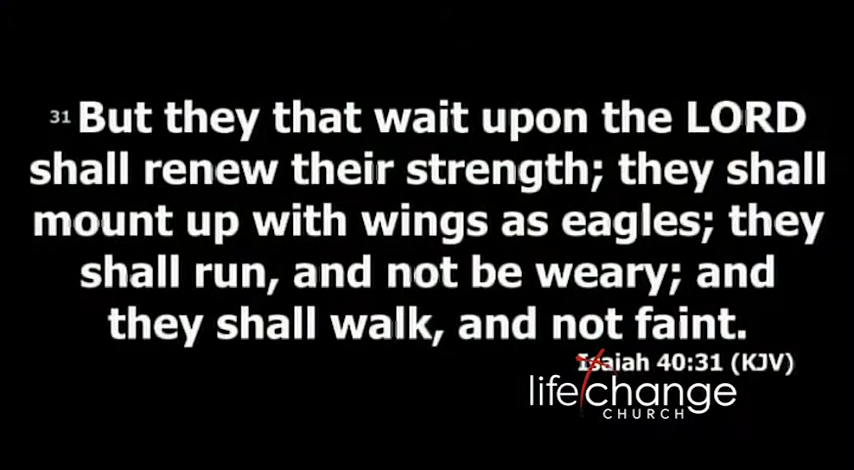 31 But they that wait upon the LORD
shall renew their strength; they shall
mount up with wings as eagles; they
shall run, and not be weary; and
they shall walk, and not faint.
Isaiah 40:31 (KJV)
life change
CHURCH